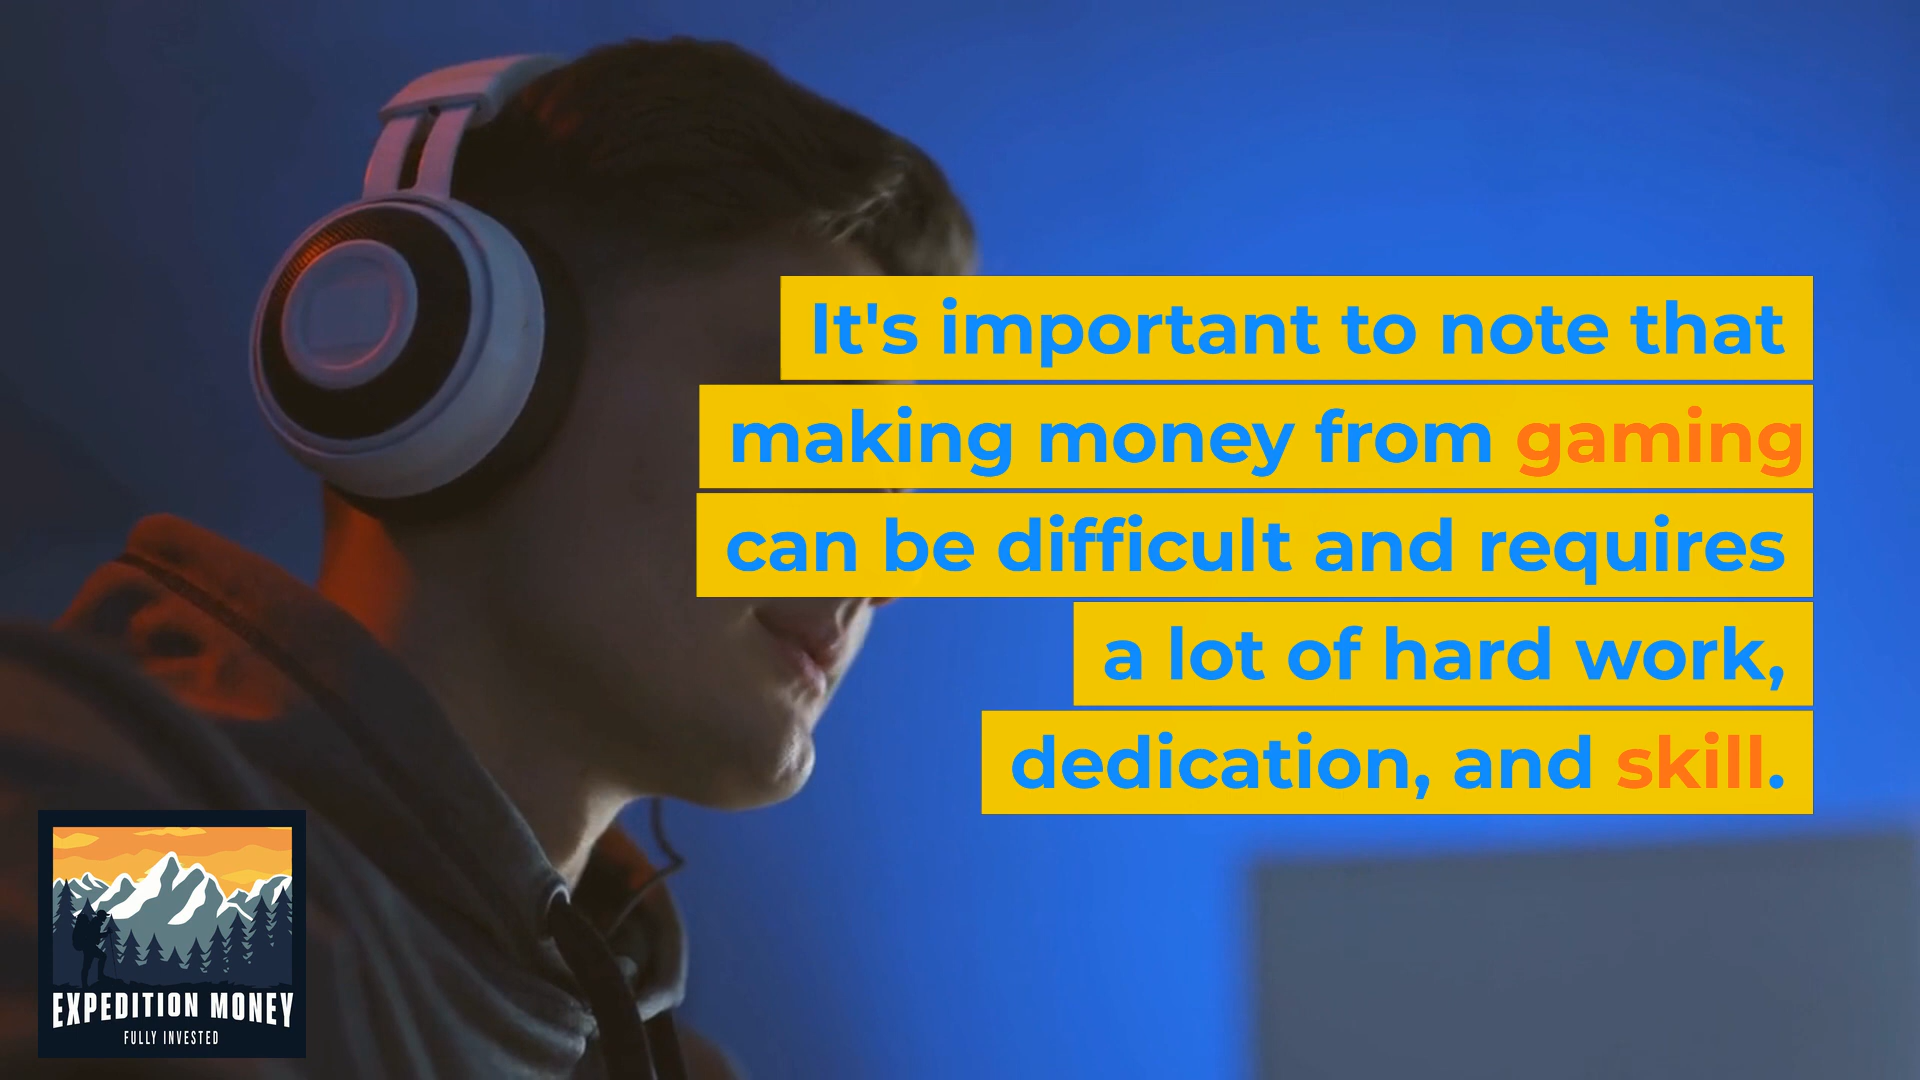 It's important to note that
making money from gaming
can be difficult and requires
a lot of hard work,
dedication, and skill.
EXPEDITION MONEY
FULLY INVESTED